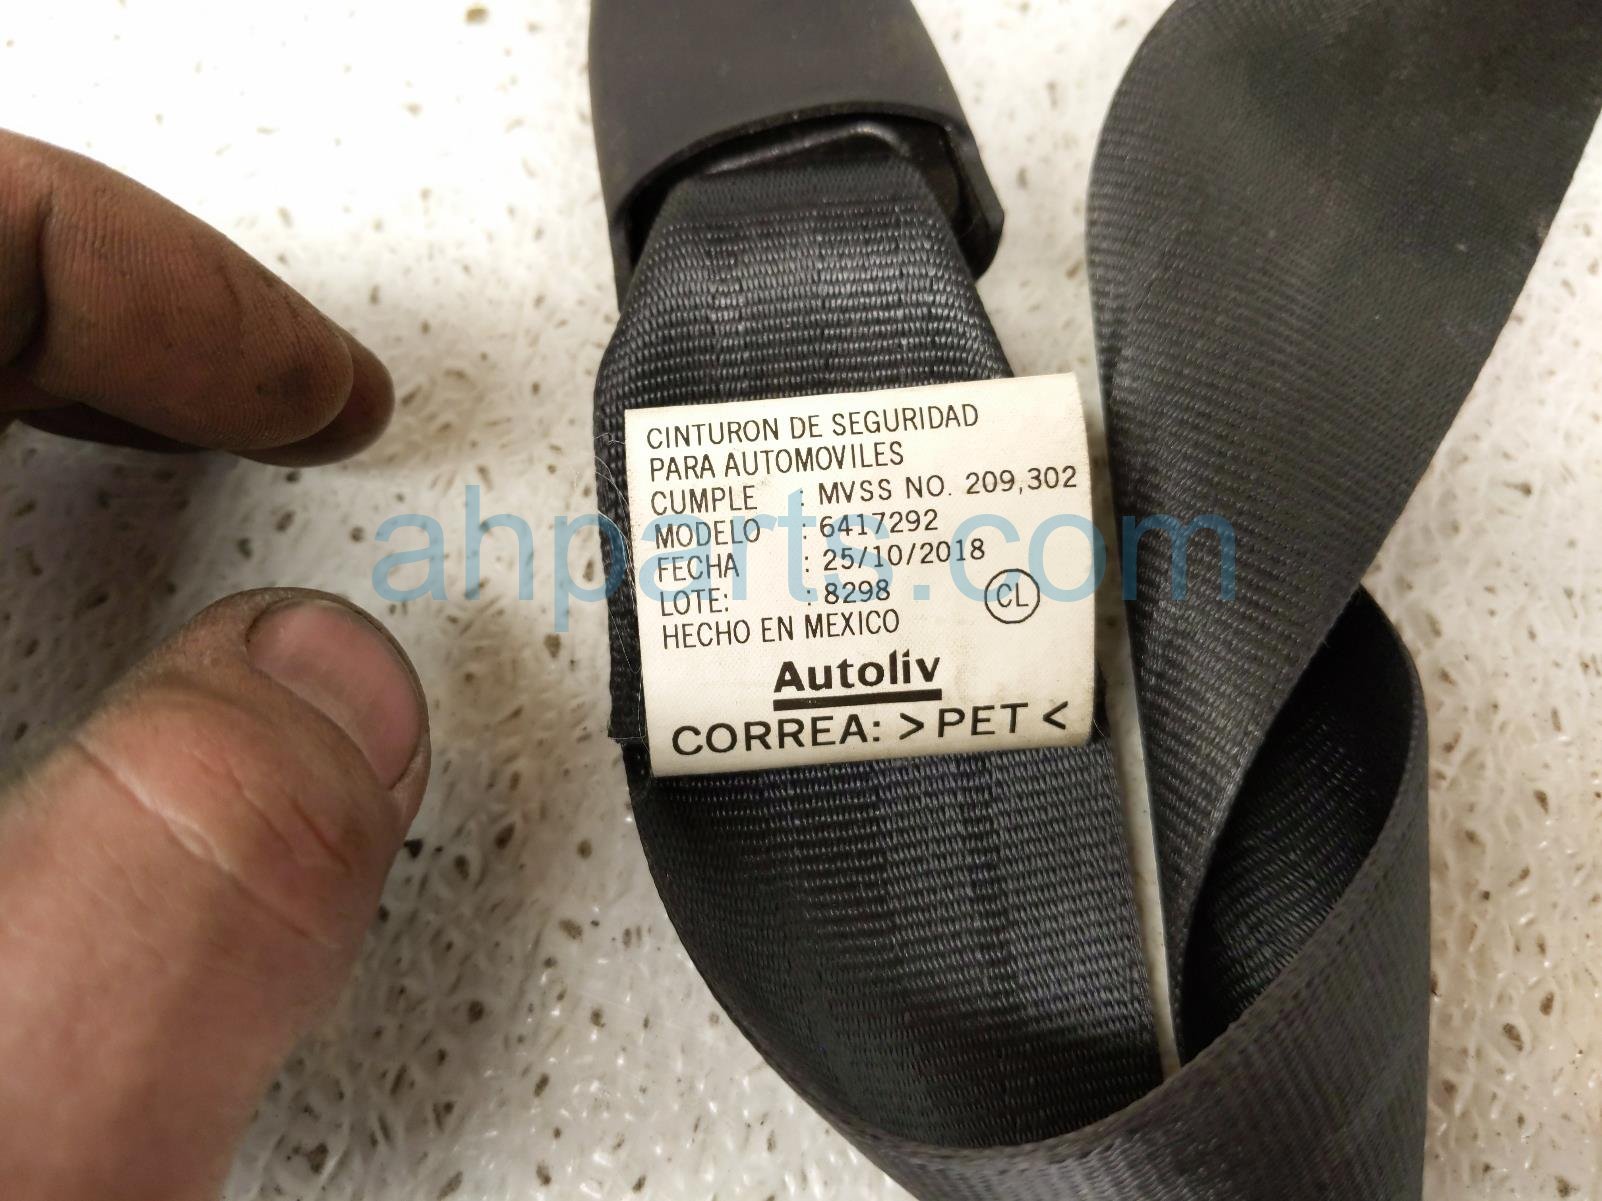 CINTURON DE SEGURIDAD
PARA AUTOMOVILES
CUMPLE : MVSS NO. 209,302
MODELO : 6417292
FECHA : 25/10/2018
LOTE: : 8298 CL
HECHO EN MEXICO
Autoliv
CORREA: >PET<
ahparts.com